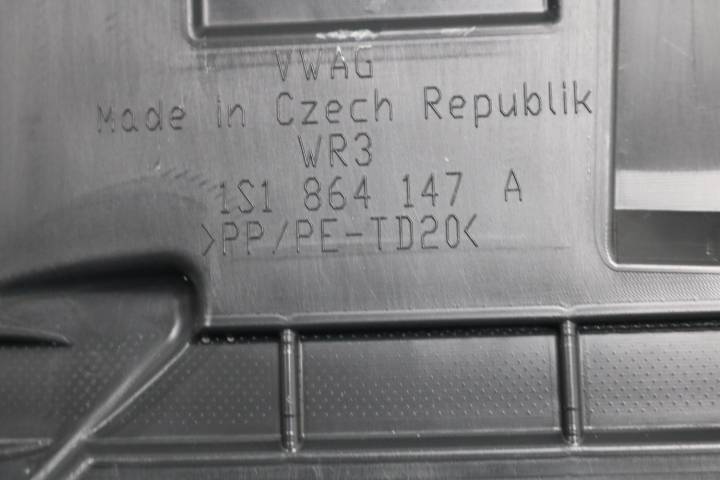 VWAG
Made in Czech Republik
WR3
1S1 864 147 A
>PP/PE-TD20<